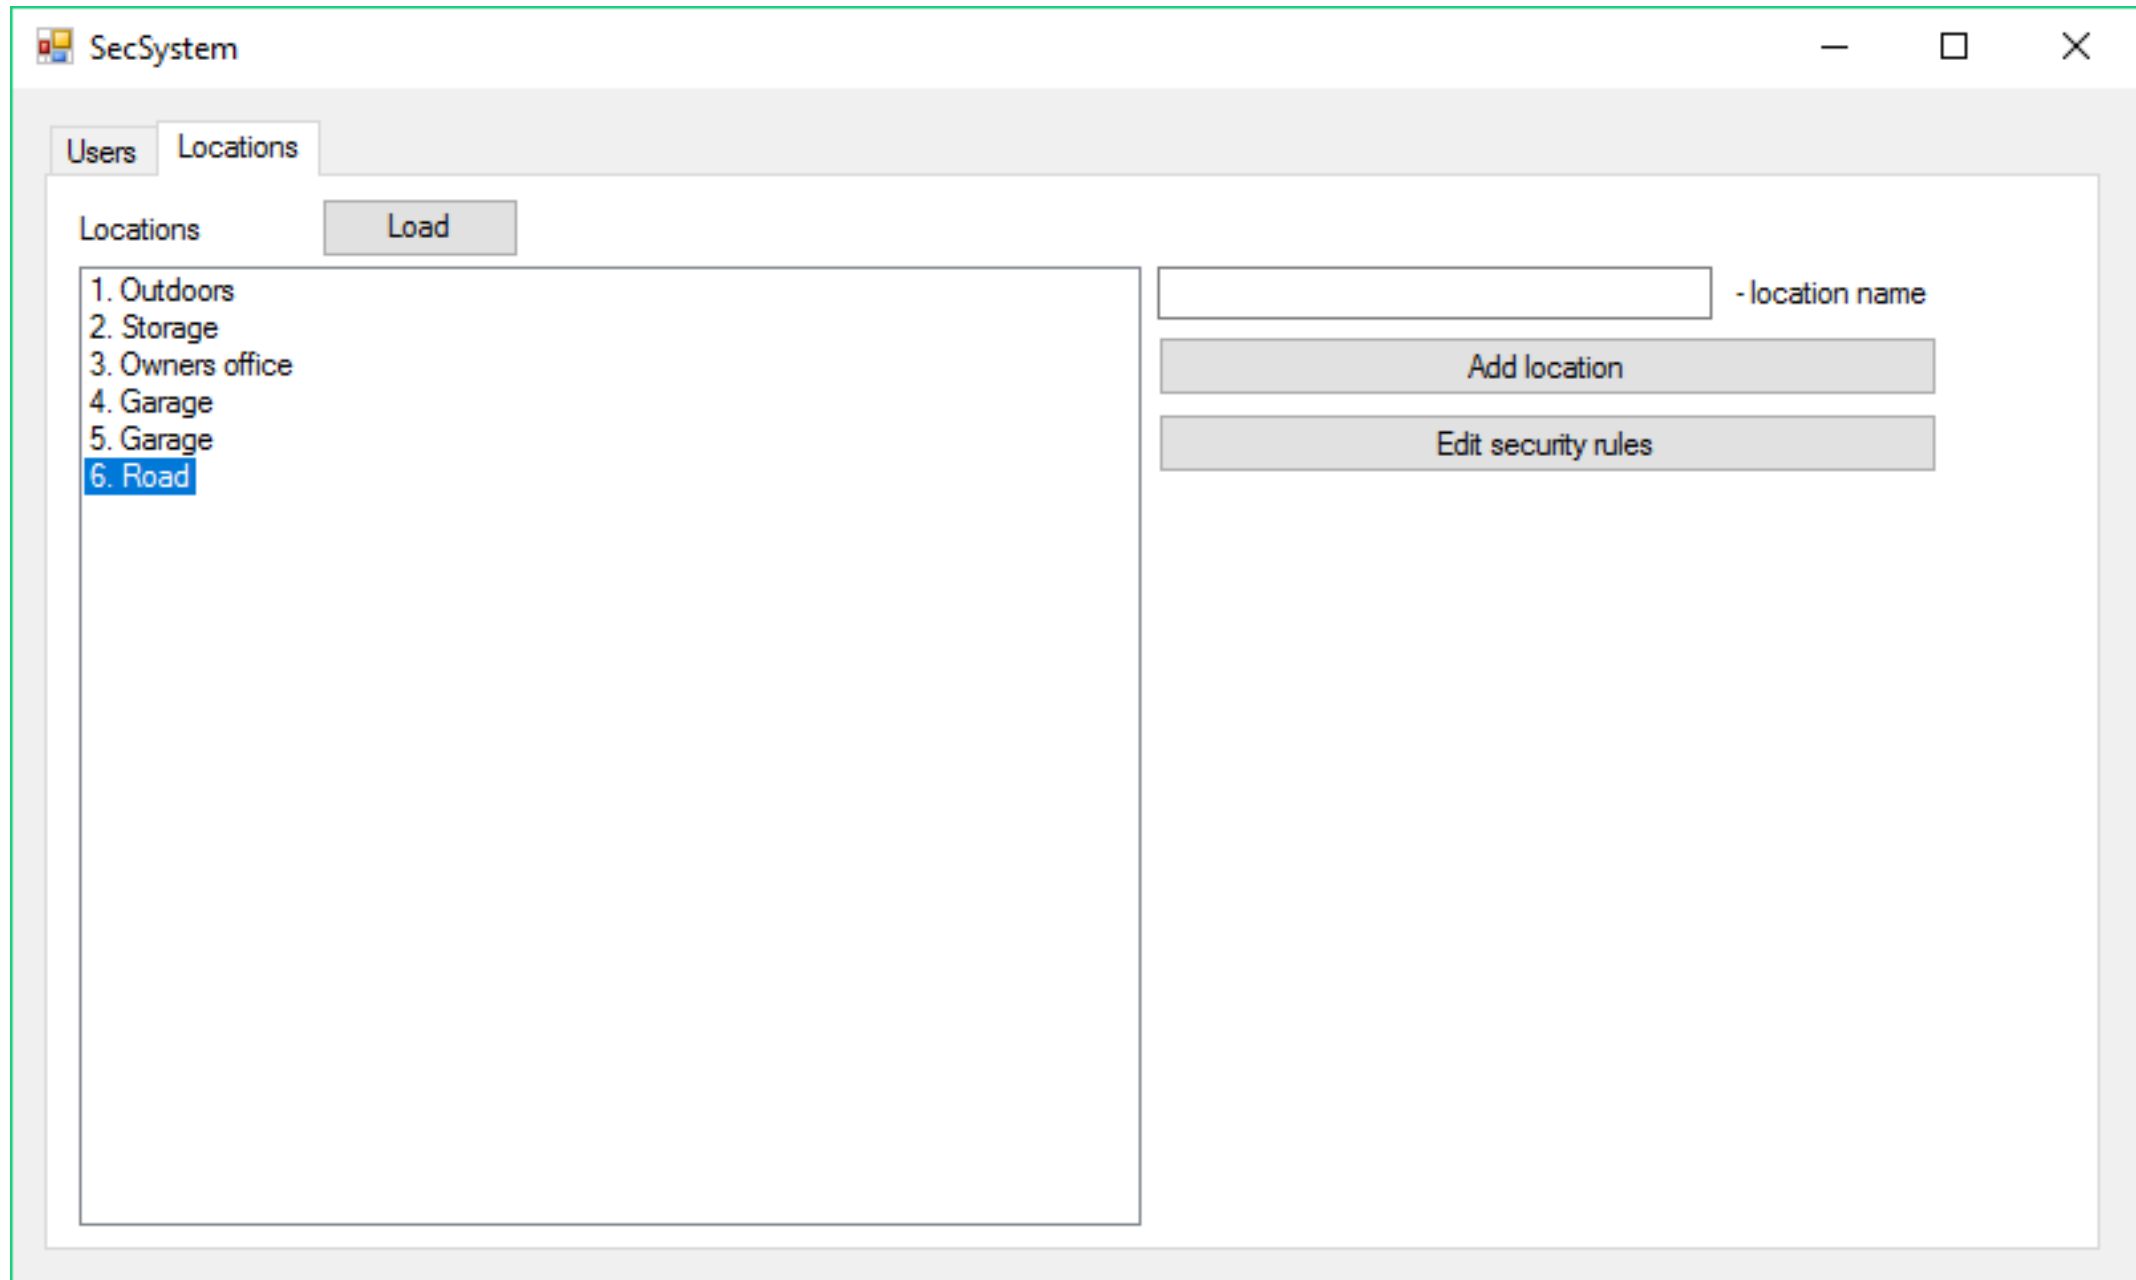 SecSystem
Users Locations
Locations Load
1. Outdoors
2. Storage
3. Owners office
4. Garage
5. Garage
6. Road
- location name
Add location
Edit security rules